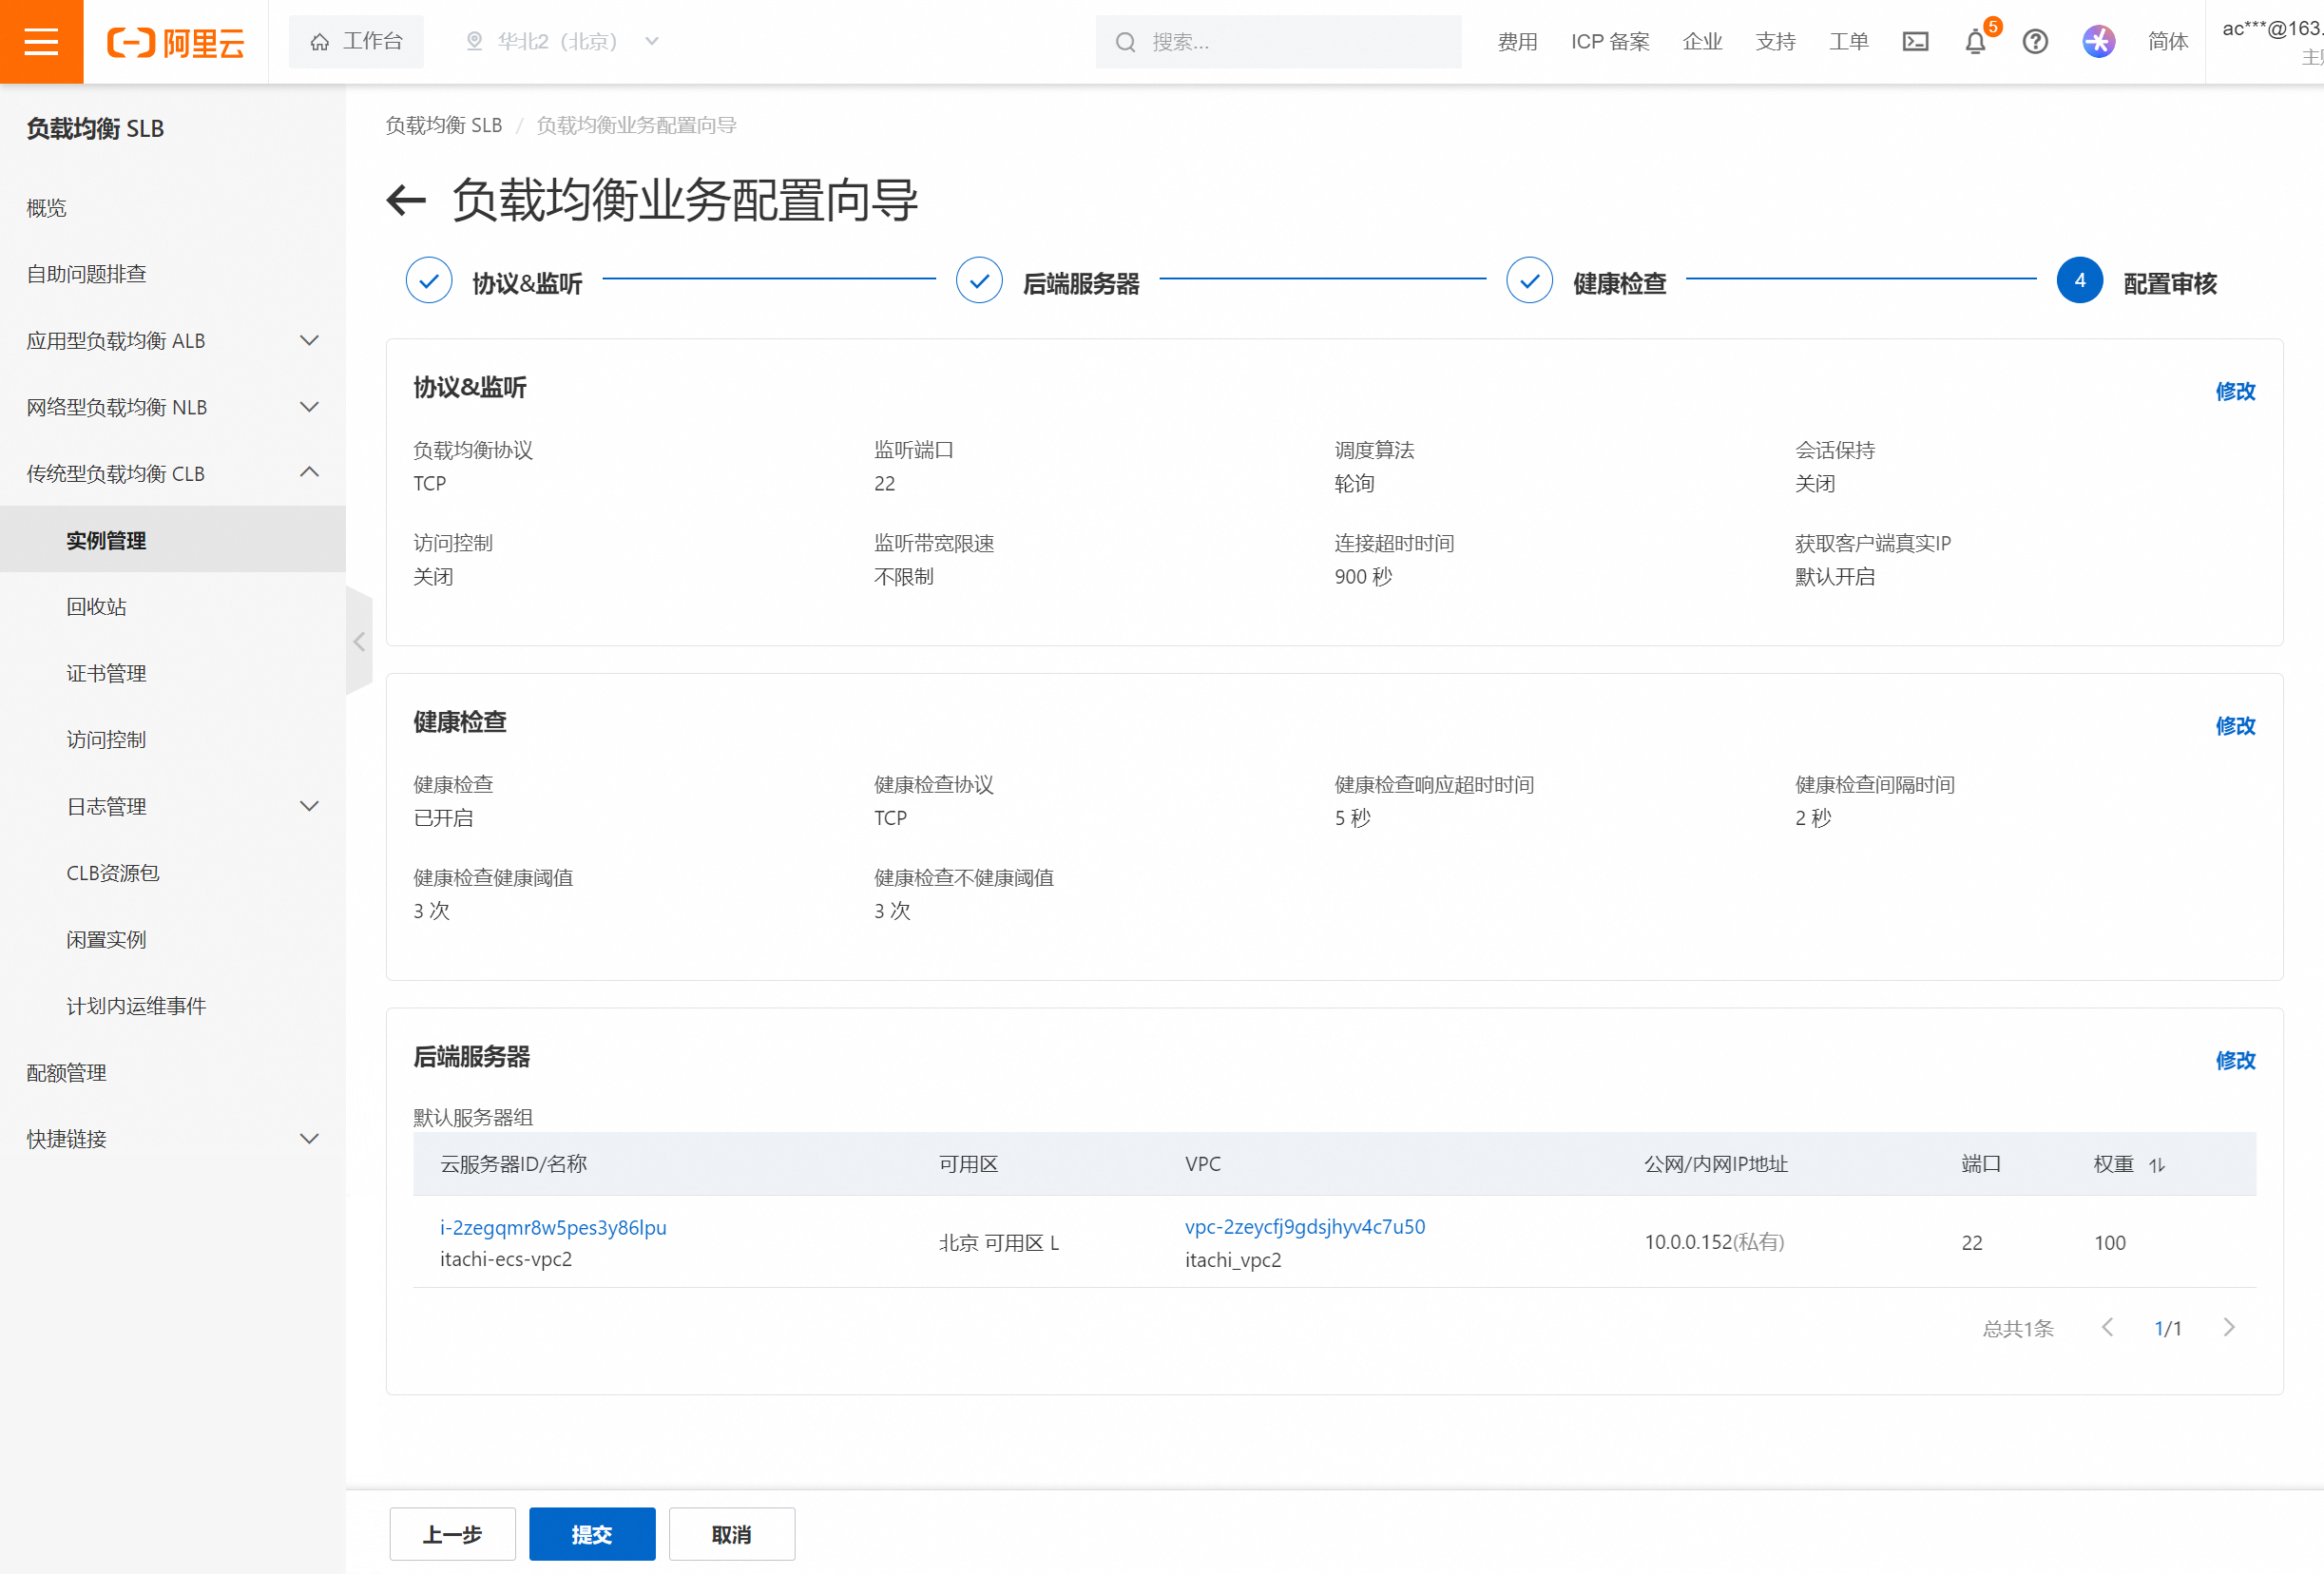 阿里云
工作台
华北2（北京）
搜索...
费用
ICP 备案
企业
支持
工单
5
简体
ac***@163.
负载均衡 SLB
概览
自助问题排查
应用型负载均衡 ALB
网络型负载均衡 NLB
传统型负载均衡 CLB
实例管理
回收站
证书管理
访问控制
日志管理
CLB资源包
闲置实例
计划内运维事件
配额管理
快捷链接
负载均衡 SLB / 负载均衡业务配置向导
负载均衡业务配置向导
协议&监听
后端服务器
健康检查
4 配置审核
协议&监听
修改
负载均衡协议
TCP
监听端口
22
调度算法
轮询
会话保持
关闭
访问控制
关闭
监听带宽限速
不限制
连接超时时间
900 秒
获取客户端真实IP
默认开启
健康检查
修改
健康检查
已开启
健康检查协议
TCP
健康检查响应超时时间
5 秒
健康检查间隔时间
2 秒
健康检查健康阈值
3 次
健康检查不健康阈值
3 次
后端服务器
修改
默认服务器组
云服务器ID/名称 可用区 VPC 公网/内网IP地址 端口 权重
i-2zegqmr8w5pes3y86lpu
itachi-ecs-vpc2
北京 可用区 L
vpc-2zeycfj9gdsjhyv4c7u50
itachi_vpc2
10.0.0.152(私有)
22
100
总共1条
1/1
上一步
提交
取消